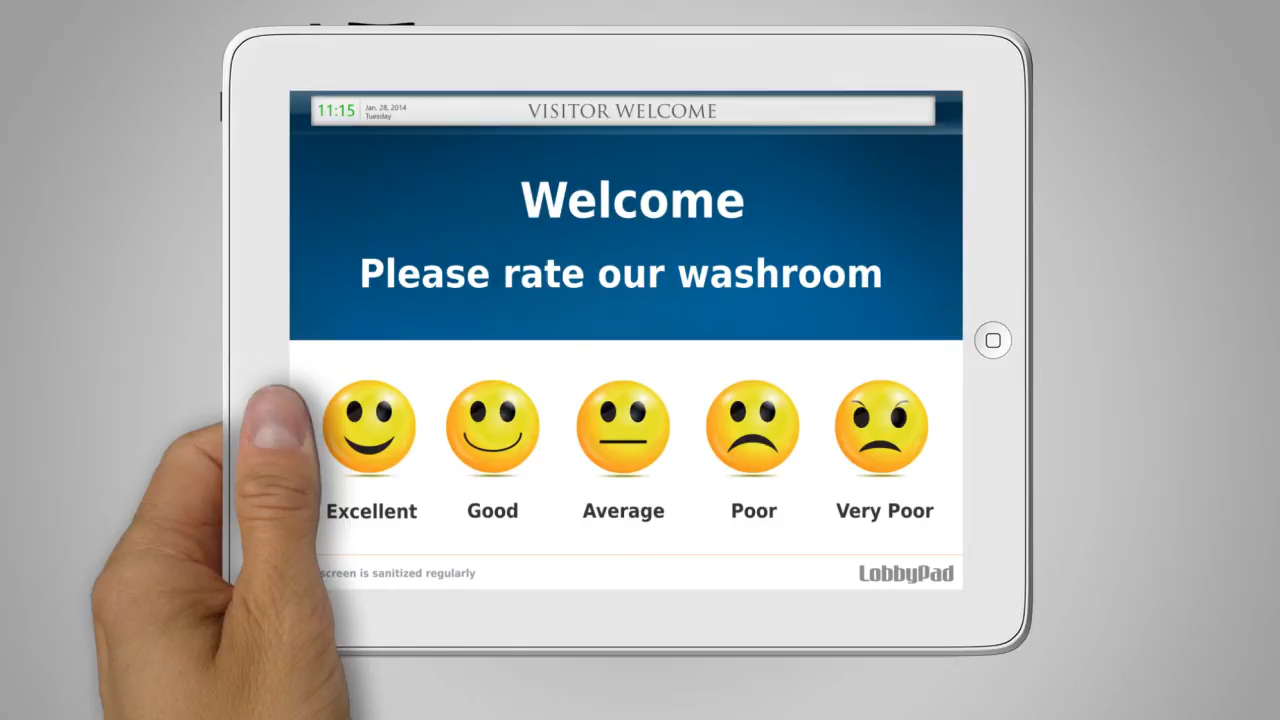 11:15
Jan. 28, 2014
Tuesday
VISITOR WELCOME
Welcome
Please rate our washroom
Excellent Good Average Poor Very Poor
screen is sanitized regularly
LobbyPad